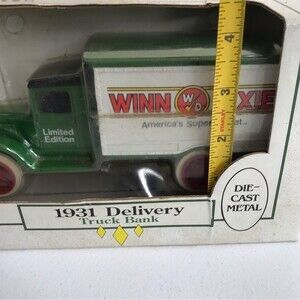 WINN W D XIE
America's Super
Limited
Edition
1931 Delivery
Truck Bank
DIE-
CAST
METAL
4
3
2